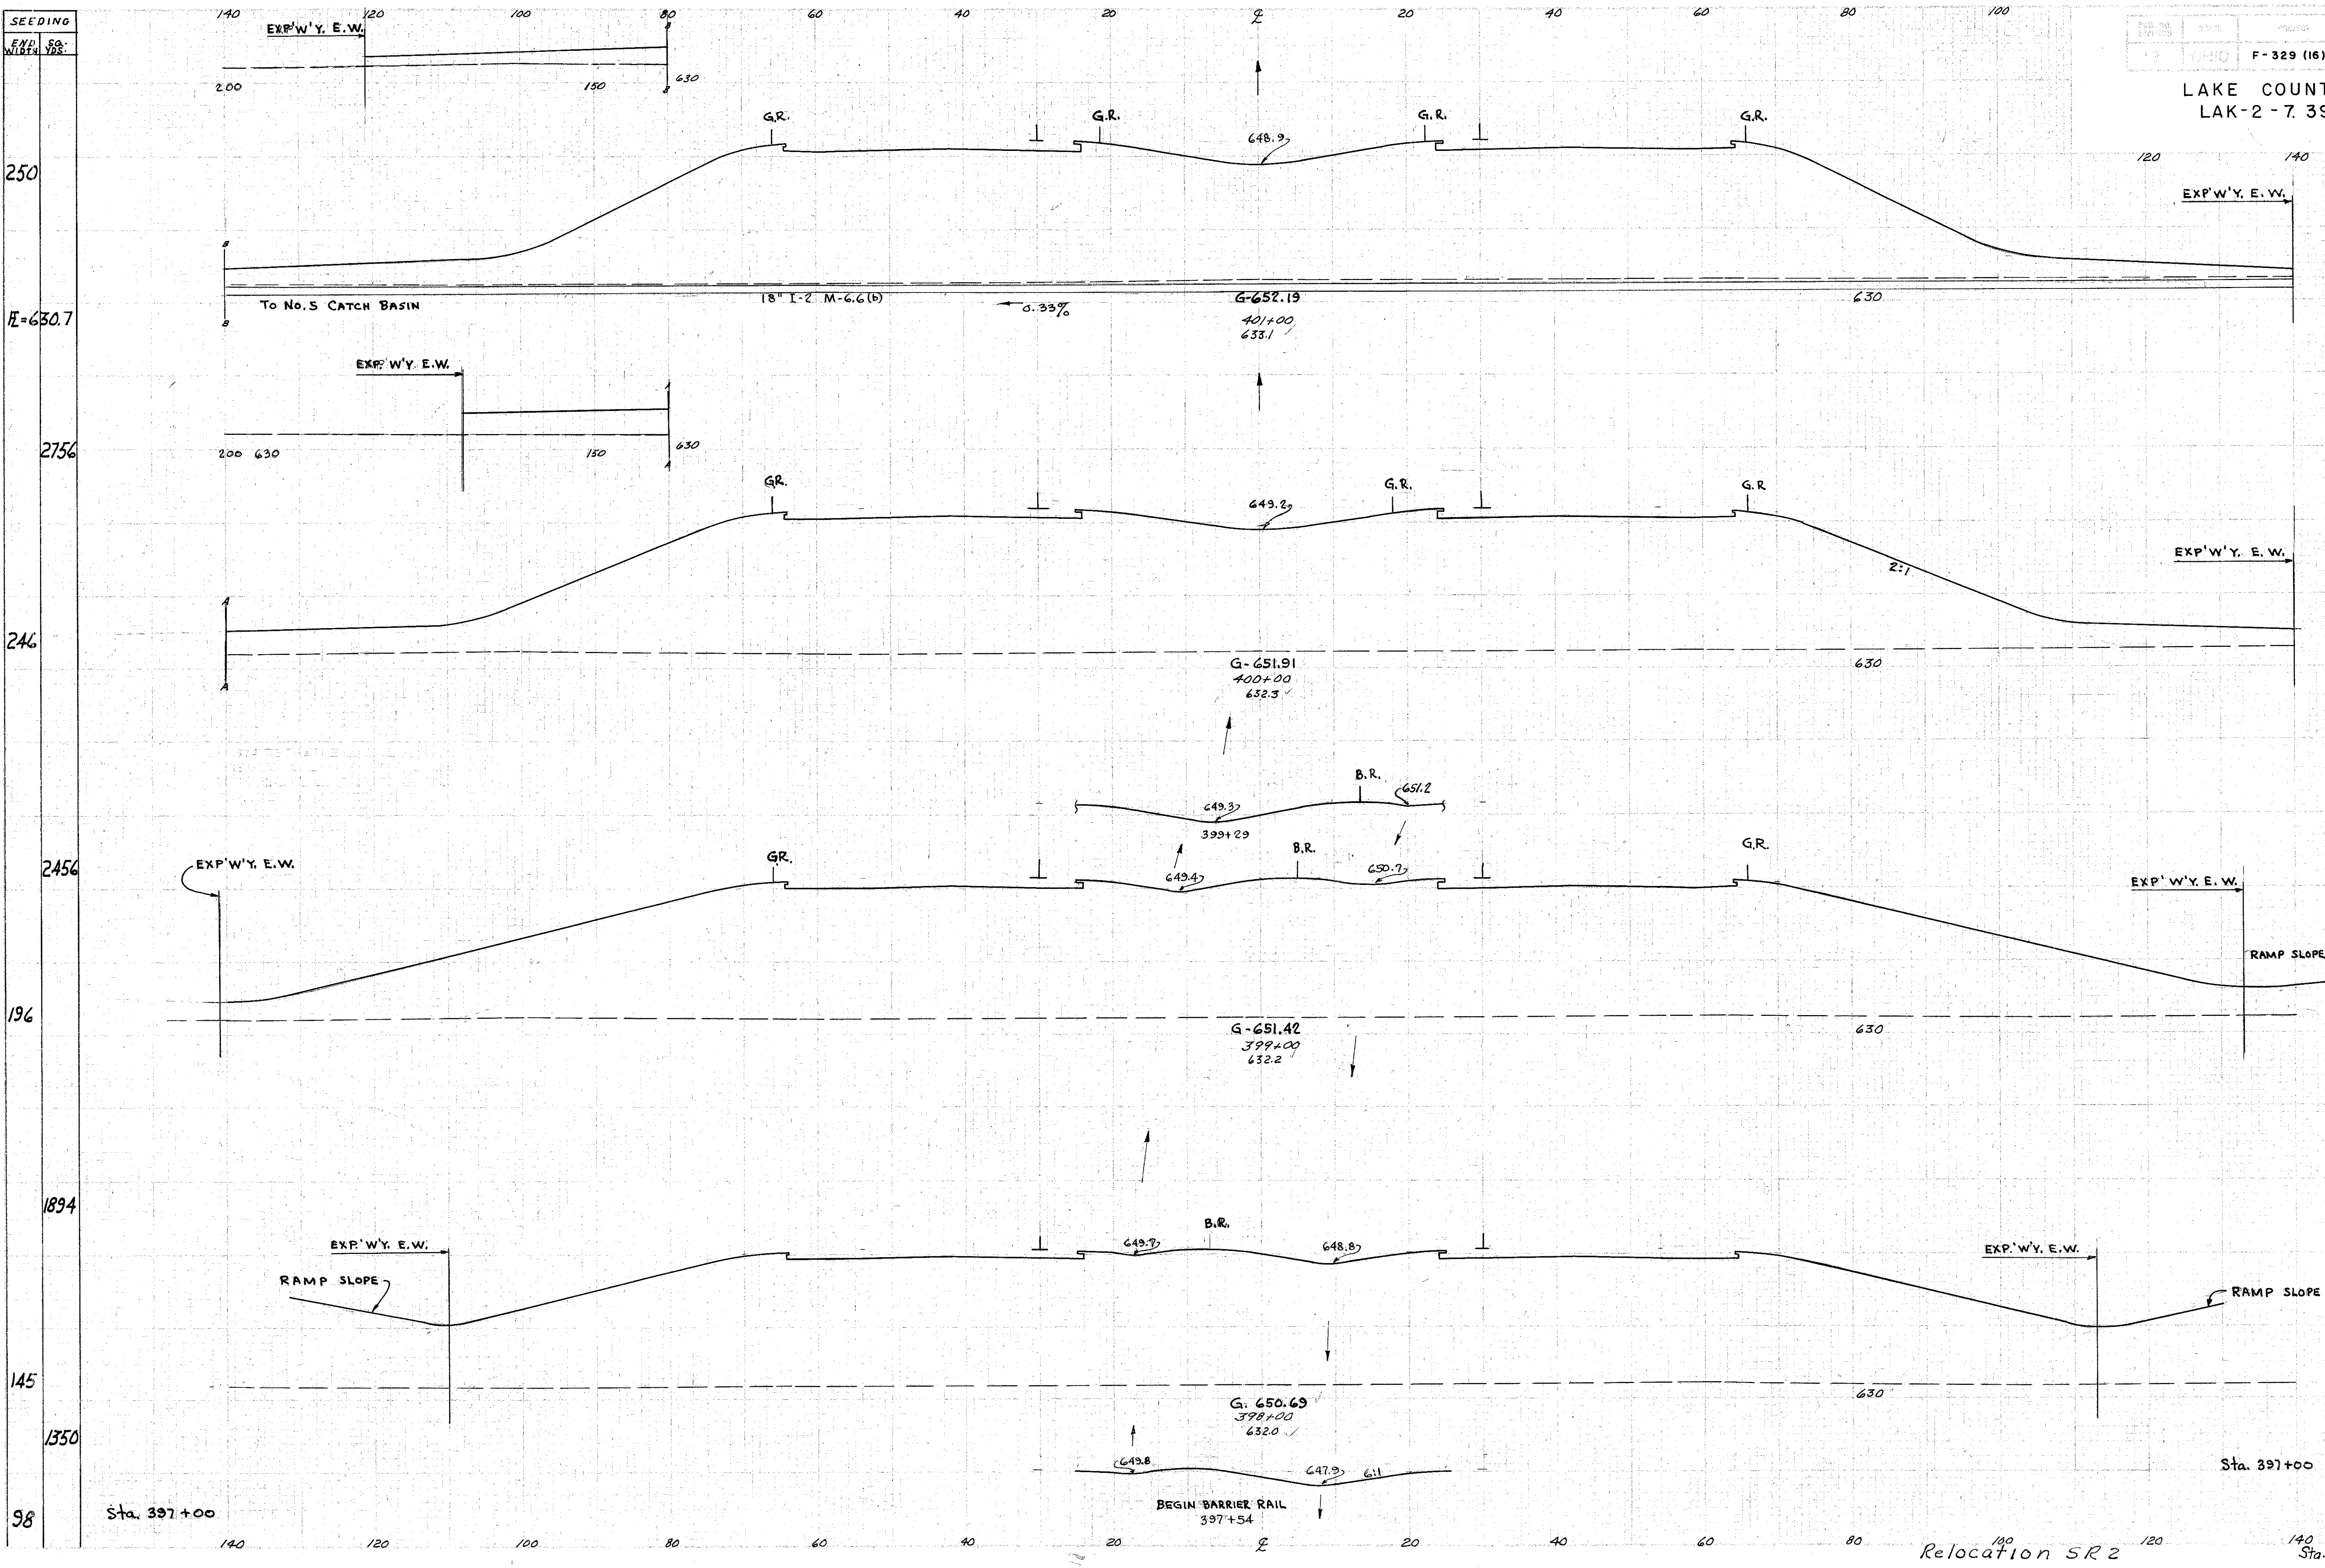 SEEDING
END WIDTH SQ. YDS.
140 120 100 80 60 40 20 ℄ 20 40 60 80 100
EXP'W'Y. E.W.
200 150 630
F-329 (16)
LAKE COUNT
LAK-2-7.39
120 140
G.R. G.R. G.R. G.R.
648.9
250
EXP'W'Y. E.W.
B
B
TO NO.5 CATCH BASIN
18" I-2 M-6.6(b)
0.33%
G-652.19
401+00
633.1
630
℄=630.7
EXP'W'Y. E.W.
A
A
2756
200 630 150 630
G.R. G.R. G.R
649.2
2:1
EXP'W'Y. E.W.
A
A
246
G-651.91
400+00
632.3
630
B.R.
649.3 651.2
399+29
2456
EXP'W'Y. E.W.
G.R. B.R. G.R.
649.4 650.7
EXP'W'Y. E.W.
RAMP SLOPE
196
G-651.42
399+00
632.2
630
1894
B.R.
649.7 648.8
EXP.'W'Y. E.W.
RAMP SLOPE
EXP.'W'Y. E.W.
RAMP SLOPE
145
G. 650.69
398+00
632.0
630
1350
649.8 647.9 6:1
BEGIN BARRIER RAIL
397+54
Sta. 397+00
Sta. 397+00
98
140 120 100 80 60 40 20 ℄ 20 40 60 80 100 120 140
Relocation SR2
Sta.